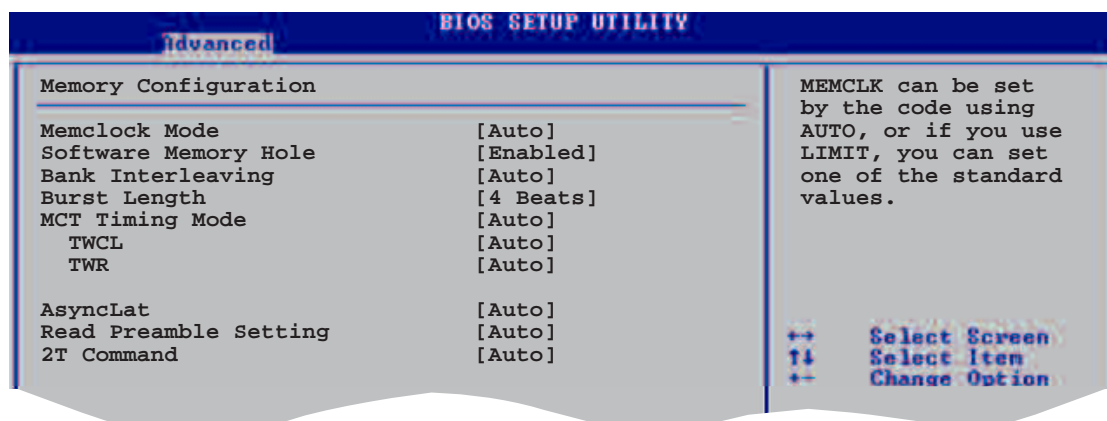 BIOS SETUP UTILITY
Advanced
Memory Configuration
Memclock Mode [Auto]
Software Memory Hole [Enabled]
Bank Interleaving [Auto]
Burst Length [4 Beats]
MCT Timing Mode [Auto]
TWCL [Auto]
TWR [Auto]
AsyncLat [Auto]
Read Preamble Setting [Auto]
2T Command [Auto]
MEMCLK can be set
by the code using
AUTO, or if you use
LIMIT, you can set
one of the standard
values.
↔ Select Screen
↑↓ Select Item
+- Change Option